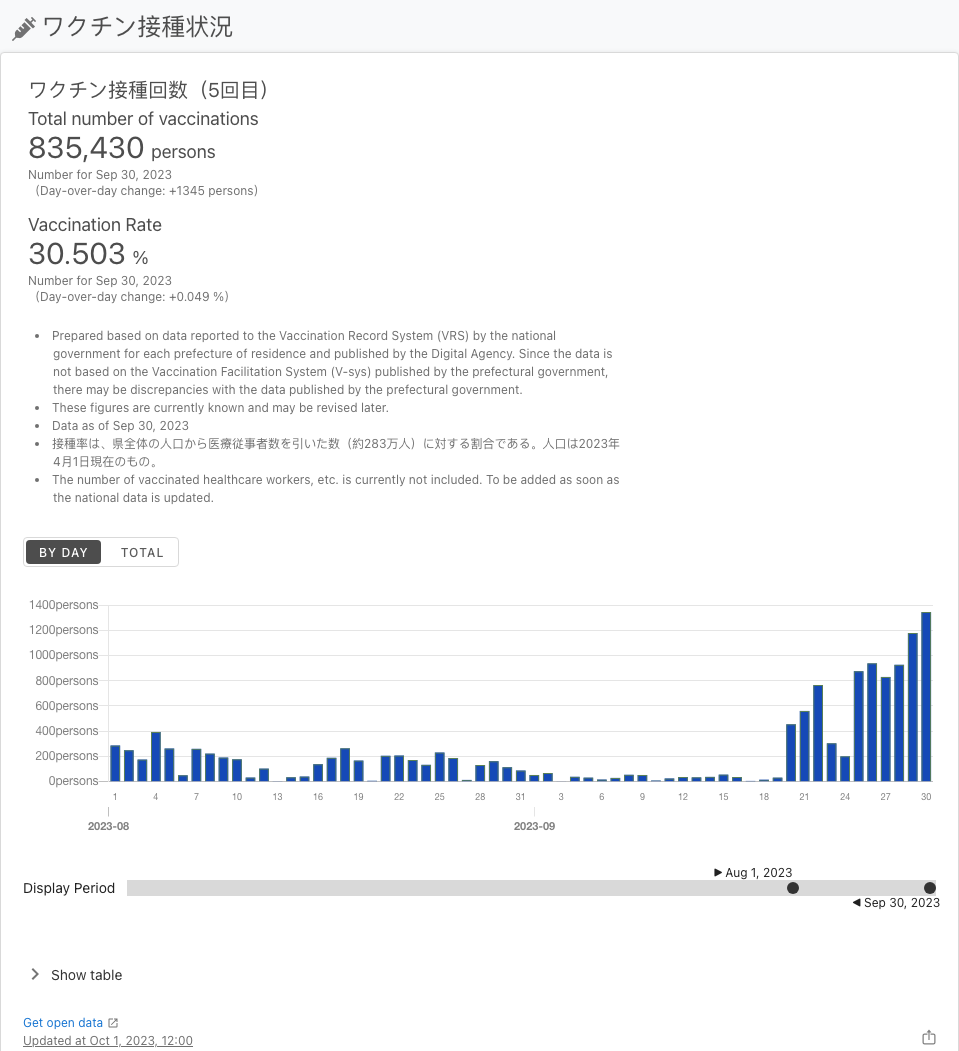 ワクチン接種状況
ワクチン接種回数（5回目）
Total number of vaccinations
835,430 persons
Number for Sep 30, 2023
（Day-over-day change: +1345 persons）
Vaccination Rate
30.503 %
Number for Sep 30, 2023
（Day-over-day change: +0.049 %）
• Prepared based on data reported to the Vaccination Record System (VRS) by the national
government for each prefecture of residence and published by the Digital Agency. Since the data is
not based on the Vaccination Facilitation System (V-sys) published by the prefectural government,
there may be discrepancies with the data published by the prefectural government.
• These figures are currently known and may be revised later.
• Data as of Sep 30, 2023
• 接種率は、県全体の人口から医療従事者数を引いた数（約283万人）に対する割合である。人口は2023年
4月1日現在のもの。
• The number of vaccinated healthcare workers, etc. is currently not included. To be added as soon as
the national data is updated.
BY DAY TOTAL
1400persons
1200persons
1000persons
800persons
600persons
400persons
200persons
0persons
1 4 7 10 13 16 19 22 25 28 31 3 6 9 12 15 18 21 24 27 30
2023-08 2023-09
Aug 1, 2023
Display Period
Sep 30, 2023
Show table
Get open data
Updated at Oct 1, 2023, 12:00